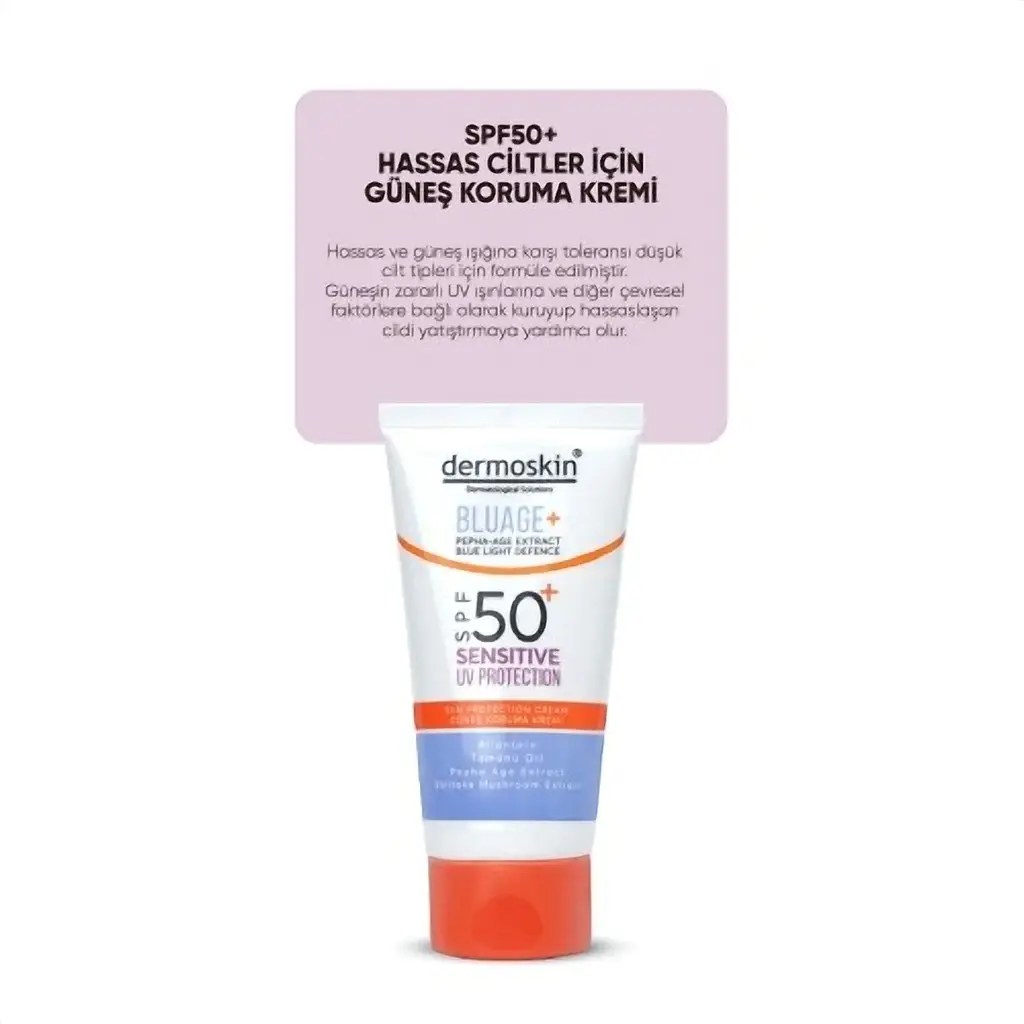 SPF50+
HASSAS CİLTLER İÇİN
GÜNEŞ KORUMA KREMİ
Hassas ve güneş ışığına karşı toleransı düşük
cilt tipleri için formüle edilmiştir.
Güneşin zararlı UV ışınlarına ve diğer çevresel
faktörlere bağlı olarak kuruyup hassaslaşan
cildi yatıştırmaya yardımcı olur.
dermoskin®
Dermatological Solutions
BLUAGE+
PEPHA-AGE EXTRACT
BLUE LIGHT DEFENCE
SPF 50+
SENSITIVE
UV PROTECTION
SUN PROTECTION CREAM
GÜNEŞ KORUMA KREMİ
Allantoin
Tamanu Oil
Pepha Age Extract
Mushroom Extract